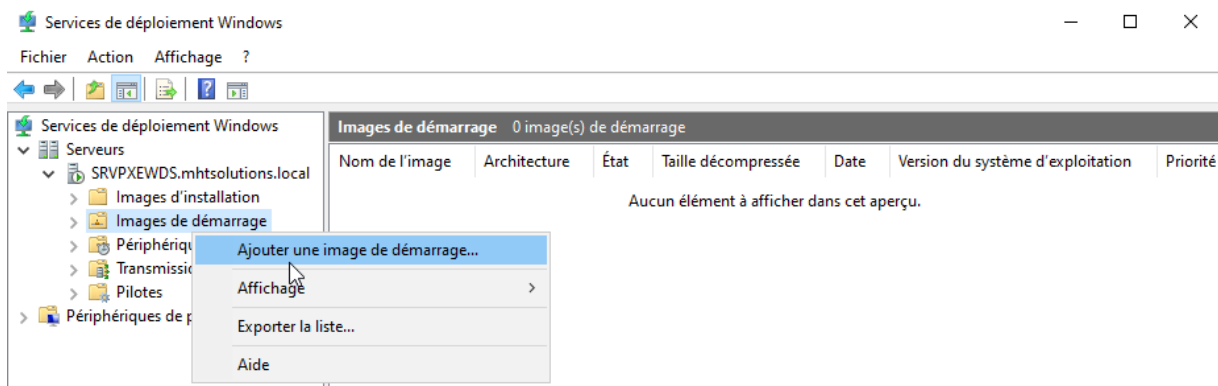 Services de déploiement Windows
Fichier Action Affichage ?
Services de déploiement Windows
Serveurs
SRVPXEWDS.mhtsolutions.local
Images d'installation
Images de démarrage
Périphériqu
Transmissio
Pilotes
Périphériques de p
Images de démarrage 0 image(s) de démarrage
Nom de l'image Architecture État Taille décompressée Date Version du système d'exploitation Priorité
Aucun élément à afficher dans cet aperçu.
Ajouter une image de démarrage...
Affichage
Exporter la liste...
Aide